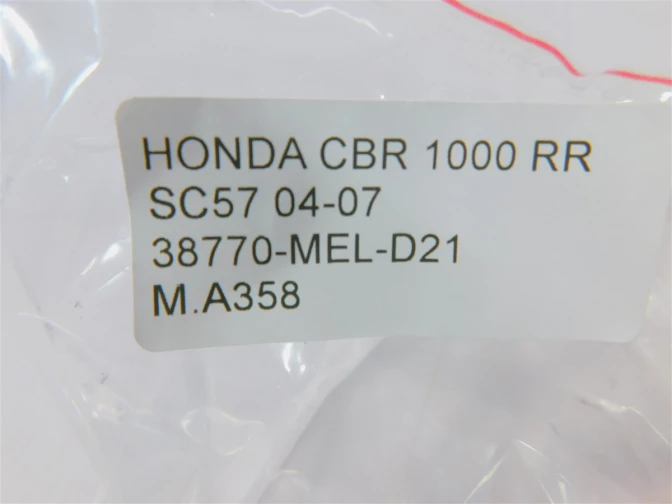 HONDA CBR 1000 RR
SC57 04-07
38770-MEL-D21
M.A358